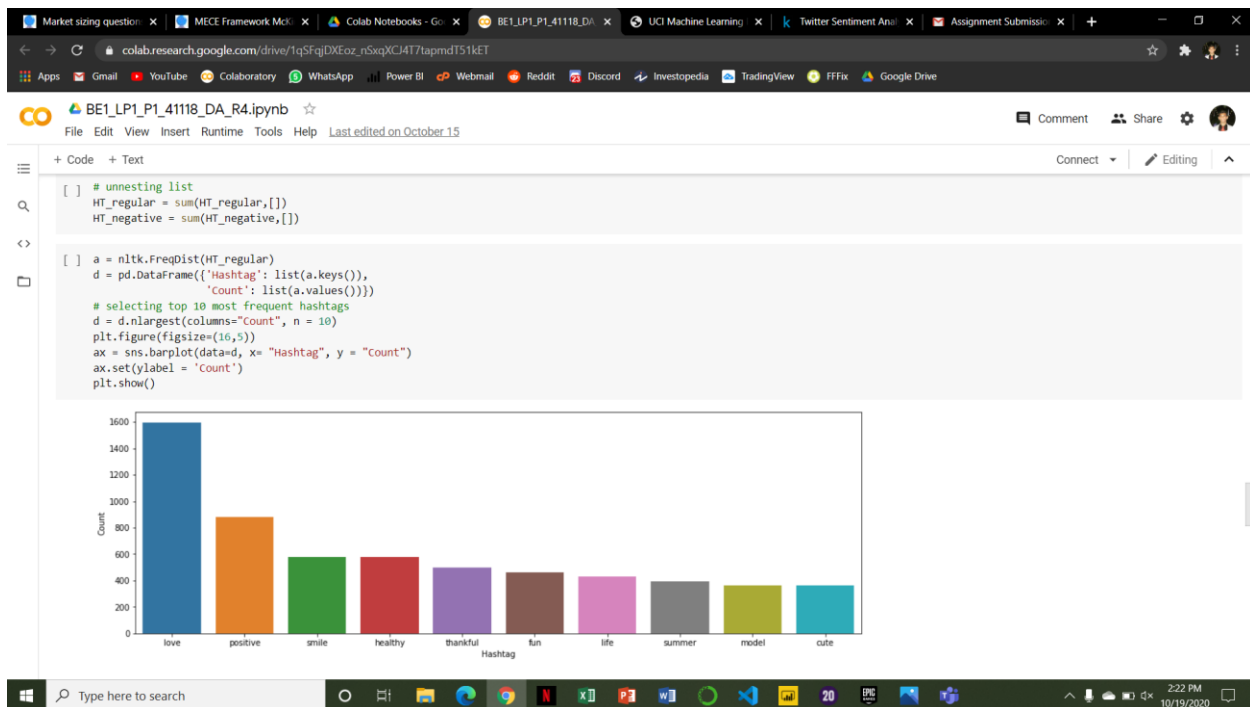 Market sizing question
MECE Framework McKi
Colab Notebooks - Go
BE1_LP1_P1_41118_DA
UCI Machine Learning
Twitter Sentiment Anal
Assignment Submissio
colab.research.google.com/drive/1qSFqjDXEoz_nSxqXCJ4T7tapmdT51kET
Apps Gmail YouTube Colaboratory WhatsApp Power BI Webmail Reddit Discord Investopedia TradingView FFFix Google Drive
BE1_LP1_P1_41118_DA_R4.ipynb
Comment Share
File Edit View Insert Runtime Tools Help Last edited on October 15
+ Code + Text
Connect Editing
[ ] # unnesting list
HT_regular = sum(HT_regular,[])
HT_negative = sum(HT_negative,[])
[ ] a = nltk.FreqDist(HT_regular)
d = pd.DataFrame({'Hashtag': list(a.keys()),
'Count': list(a.values())})
# selecting top 10 most frequent hashtags
d = d.nlargest(columns="Count", n = 10)
plt.figure(figsize=(16,5))
ax = sns.barplot(data=d, x= "Hashtag", y = "Count")
ax.set(ylabel = 'Count')
plt.show()
1600
1400
1200
1000
800
600
400
200
0
Count
love positive smile healthy thankful fun life summer model cute
Hashtag
Type here to search
20
EPIC
2:22 PM
10/19/2020